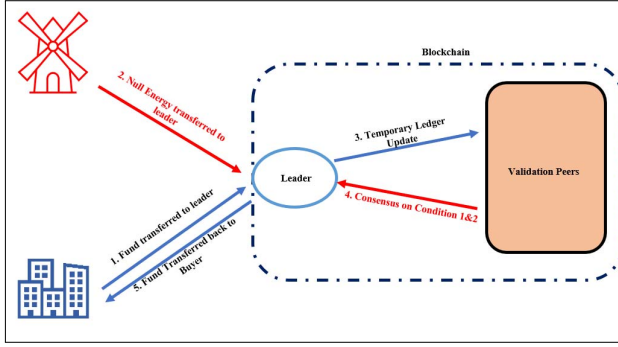 Blockchain
2. Null Energy transferred to
leader
3. Temporary Ledger
Update
Leader
Validation Peers
4. Consensus on Condition 1&2
1. Fund transferred to leader
5. Fund Transferred back to
Buyer